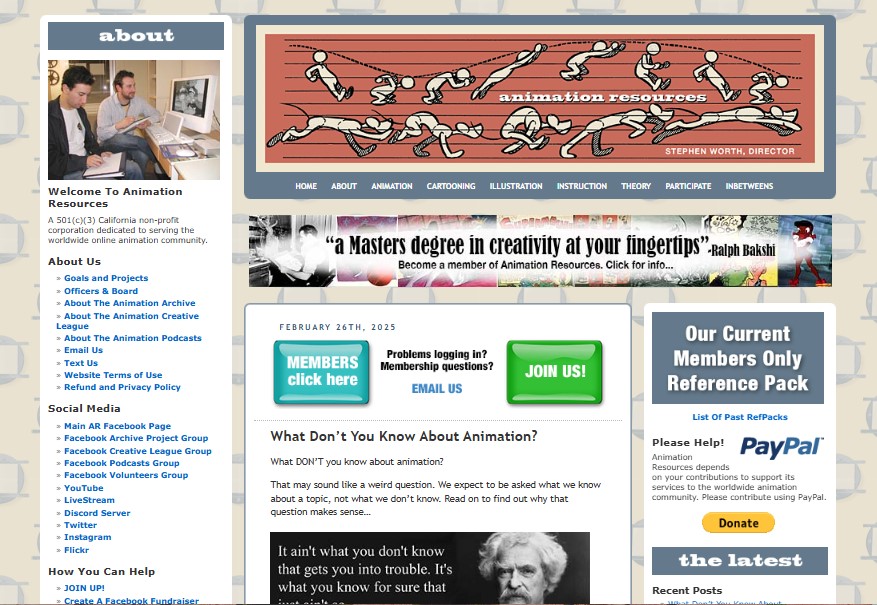 about
Welcome To Animation
Resources
A 501(c)(3) California non-profit
corporation dedicated to serving the
worldwide online animation community.
About Us
» Goals and Projects
» Officers & Board
» About The Animation Archive
» About The Animation Creative
League
» About The Animation Podcasts
» Email Us
» Text Us
» Website Terms of Use
» Refund and Privacy Policy
Social Media
» Main AR Facebook Page
» Facebook Archive Project Group
» Facebook Creative League Group
» Facebook Podcasts Group
» Facebook Volunteers Group
» YouTube
» LiveStream
» Discord Server
» Twitter
» Instagram
» Flickr
How You Can Help
» JOIN UP!
» Create A Facebook Fundraiser
animation resources
STEPHEN WORTH, DIRECTOR
HOME ABOUT ANIMATION CARTOONING ILLUSTRATION INSTRUCTION THEORY PARTICIPATE INBETWEENS
“a Masters degree in creativity at your fingertips” -Ralph Bakshi
Become a member of Animation Resources. Click for info...
FEBRUARY 26TH, 2025
MEMBERS
click here
Problems logging in?
Membership questions?
EMAIL US
JOIN US!
What Don’t You Know About Animation?
What DON’T you know about animation?
That may sound like a weird question. We expect to be asked what we know
about a topic, not what we don’t know. Read on to find out why that
question makes sense…
It ain't what you don't know
that gets you into trouble. It's
what you know for sure that
just ain't so
Our Current
Members Only
Reference Pack
List Of Past RefPacks
Please Help!
PayPal
Animation
Resources depends
on your contributions to support its
services to the worldwide animation
community. Please contribute using PayPal.
Donate
the latest
Recent Posts
» What Don’t You Know About